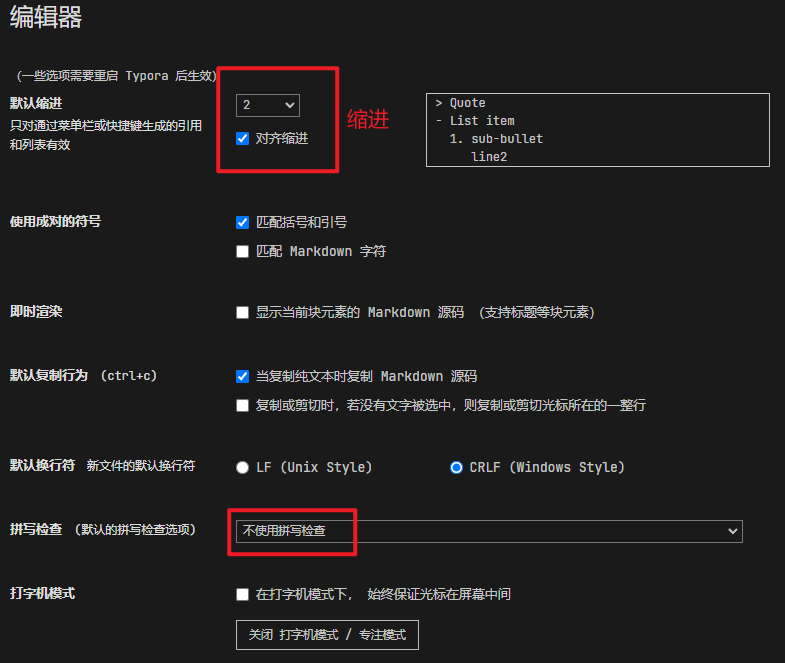 编辑器
(一些选项需要重启 Typora 后生效)
默认缩进
只对通过菜单栏或快捷键生成的引用
和列表有效
2
对齐缩进
缩进
> Quote
- List item
1. sub-bullet
line2
使用成对的符号
匹配括号和引号
匹配 Markdown 字符
即时渲染
显示当前块元素的 Markdown 源码 (支持标题等块元素)
默认复制行为 (ctrl+c)
当复制纯文本时复制 Markdown 源码
复制或剪切时，若没有文字被选中，则复制或剪切光标所在的一整行
默认换行符 新文件的默认换行符
LF (Unix Style)
CRLF (Windows Style)
拼写检查 (默认的拼写检查选项)
不使用拼写检查
打字机模式
在打字机模式下， 始终保证光标在屏幕中间
关闭 打字机模式 / 专注模式